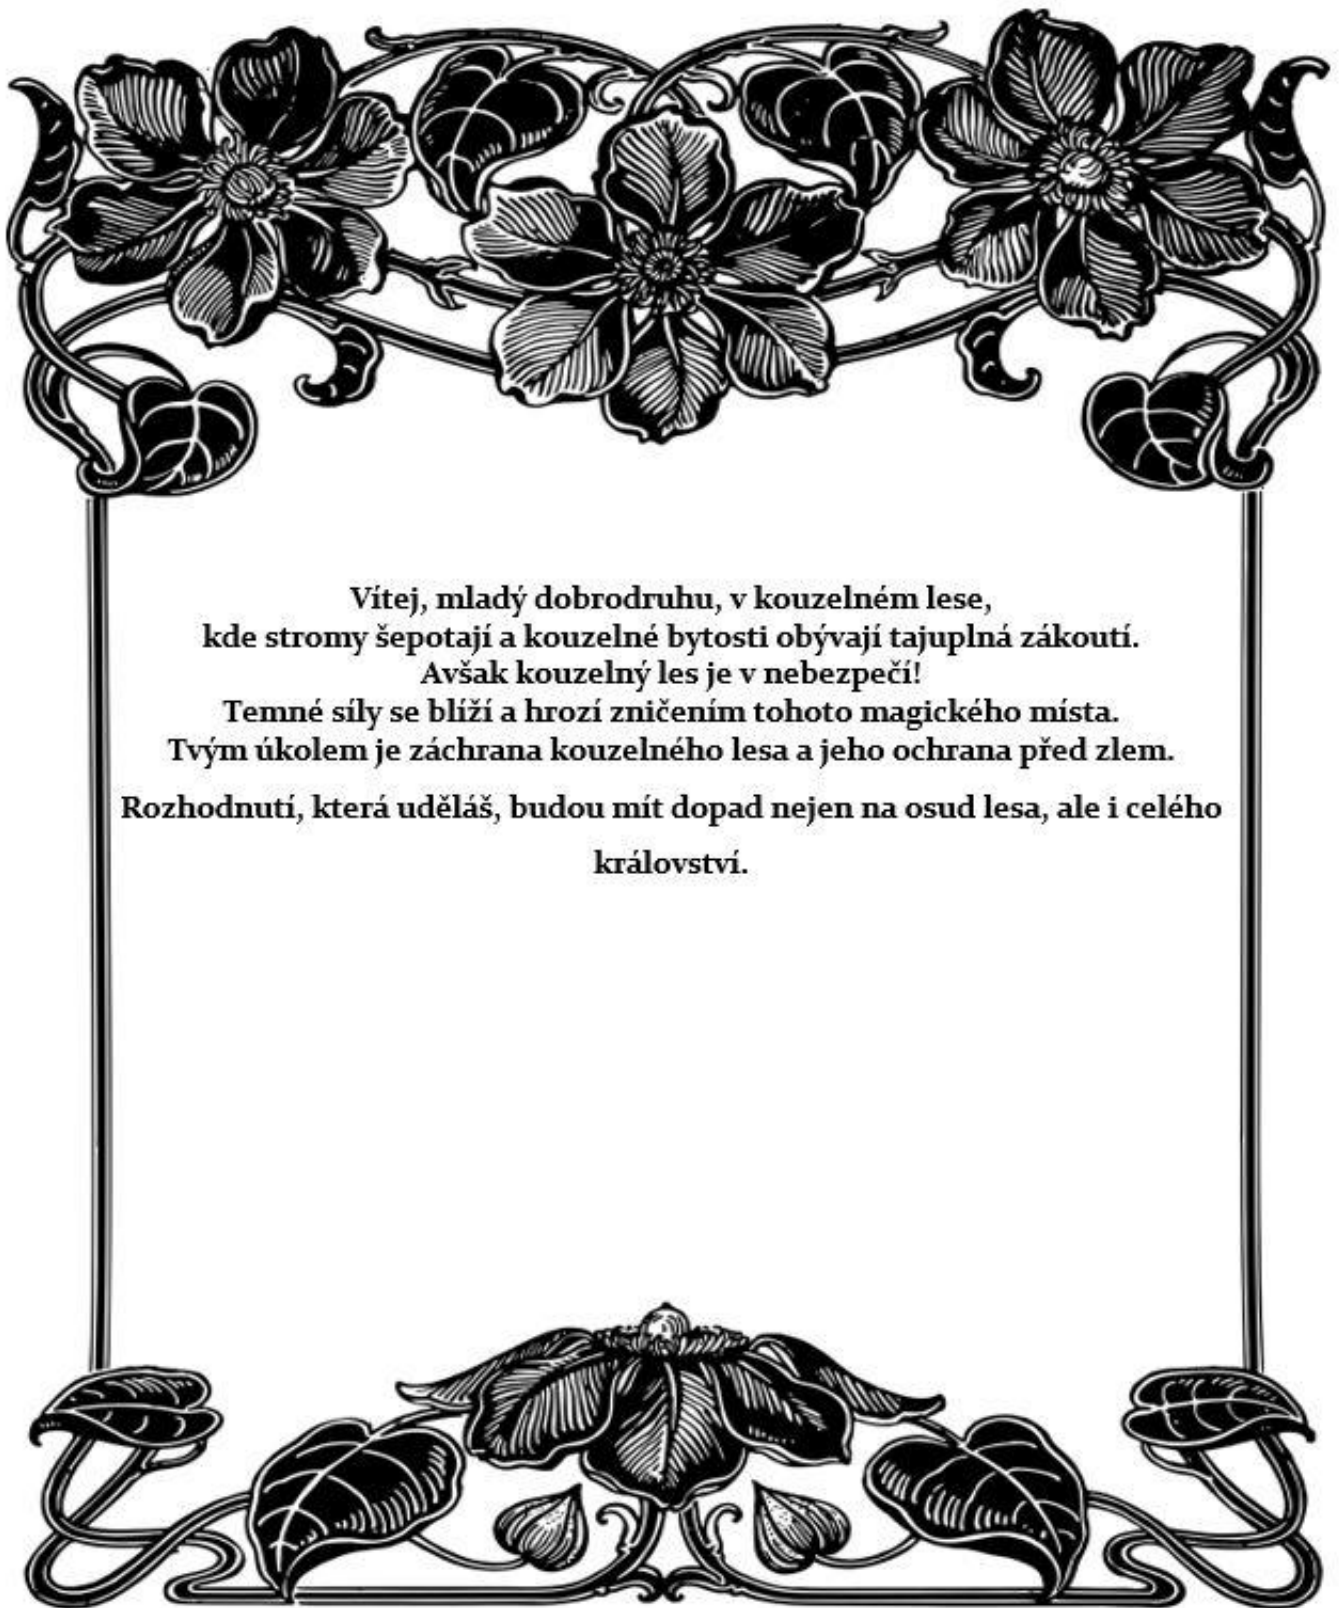 Vítej, mladý dobrodruhu, v kouzelném lese,
kde stromy šepotají a kouzelné bytosti obývají tajuplná zákoutí.
Avšak kouzelný les je v nebezpečí!
Temné síly se blíží a hrozí zničením tohoto magického místa.
Tvým úkolem je záchrana kouzelného lesa a jeho ochrana před zlem.
Rozhodnutí, která uděláš, budou mít dopad nejen na osud lesa, ale i celého
království.